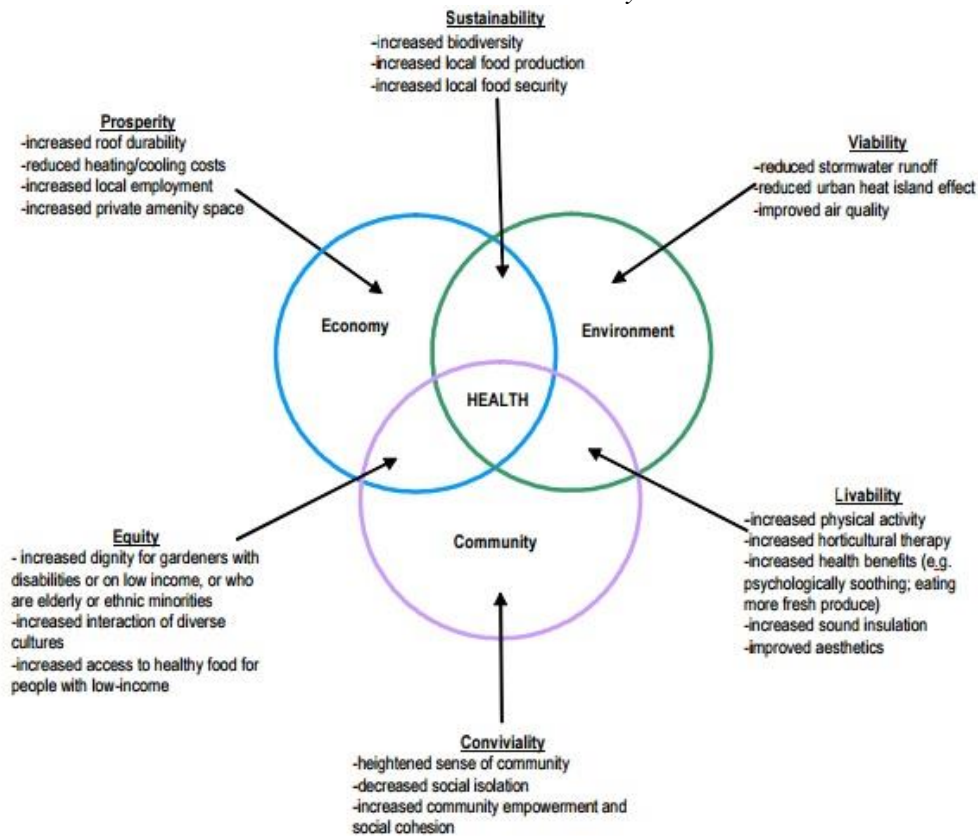 Sustainability
-increased biodiversity
-increased local food production
-increased local food security
Prosperity
-increased roof durability
-reduced heating/cooling costs
-increased local employment
-increased private amenity space
Viability
-reduced stormwater runoff
-reduced urban heat island effect
-improved air quality
Economy
Environment
HEALTH
Community
Equity
- increased dignity for gardeners with
disabilities or on low income, or who
are elderly or ethnic minorities
-increased interaction of diverse
cultures
-increased access to healthy food for
people with low-income
Livability
-increased physical activity
-increased horticultural therapy
-increased health benefits (e.g.
psychologically soothing; eating
more fresh produce)
-increased sound insulation
-improved aesthetics
Conviviality
-heightened sense of community
-decreased social isolation
-increased community empowerment and
social cohesion